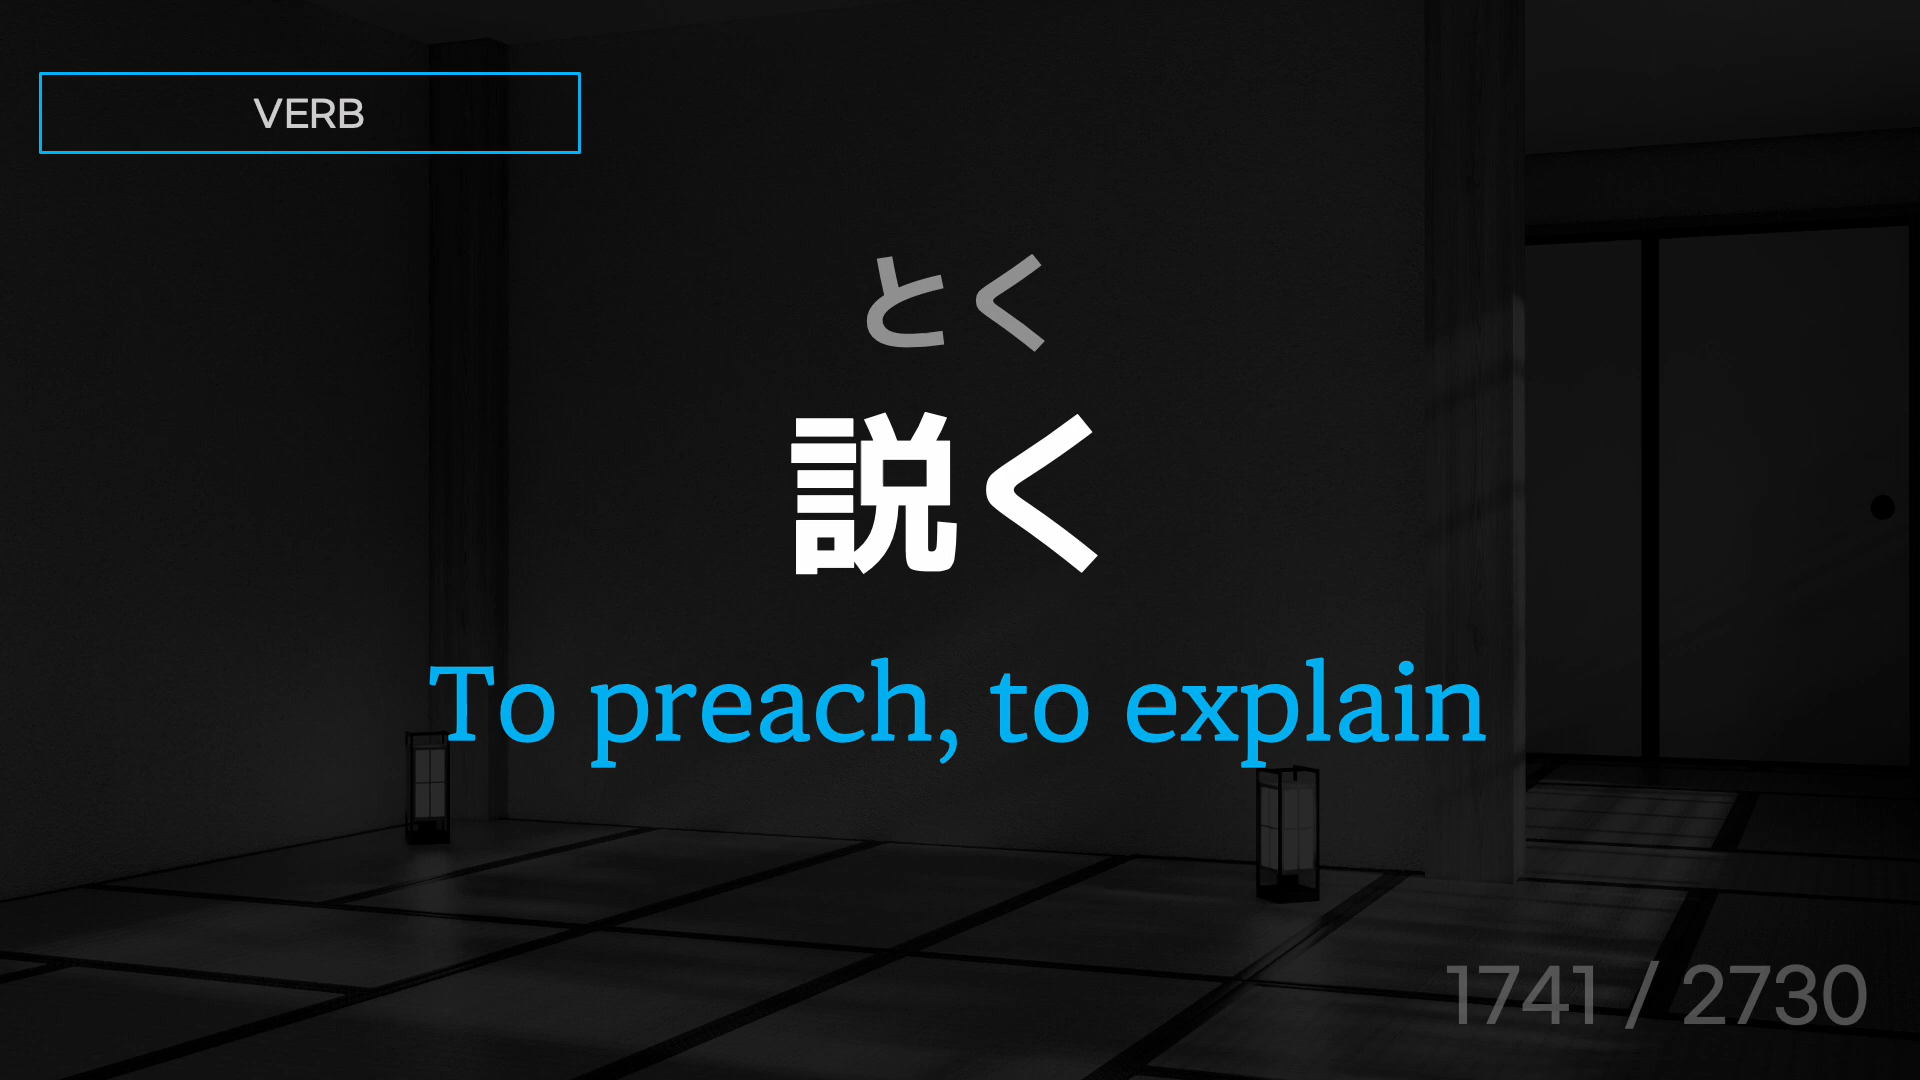 VERB
とく
説く
To preach, to explain
1741 / 2730